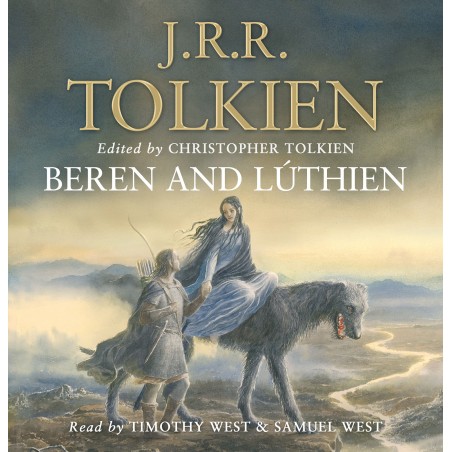 J.R.R.
TOLKIEN
Edited by CHRISTOPHER TOLKIEN
BEREN AND LÚTHIEN
Read by TIMOTHY WEST & SAMUEL WEST